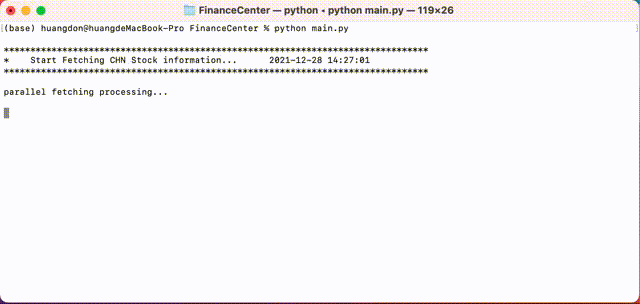 FinanceCenter — python • python main.py — 119×26
(base) huangdon@huangdeMacBook-Pro FinanceCenter % python main.py
*******************************************************************************
*    Start Fetching CHN Stock information...      2021-12-28 14:27:01
*******************************************************************************
parallel fetching processing...